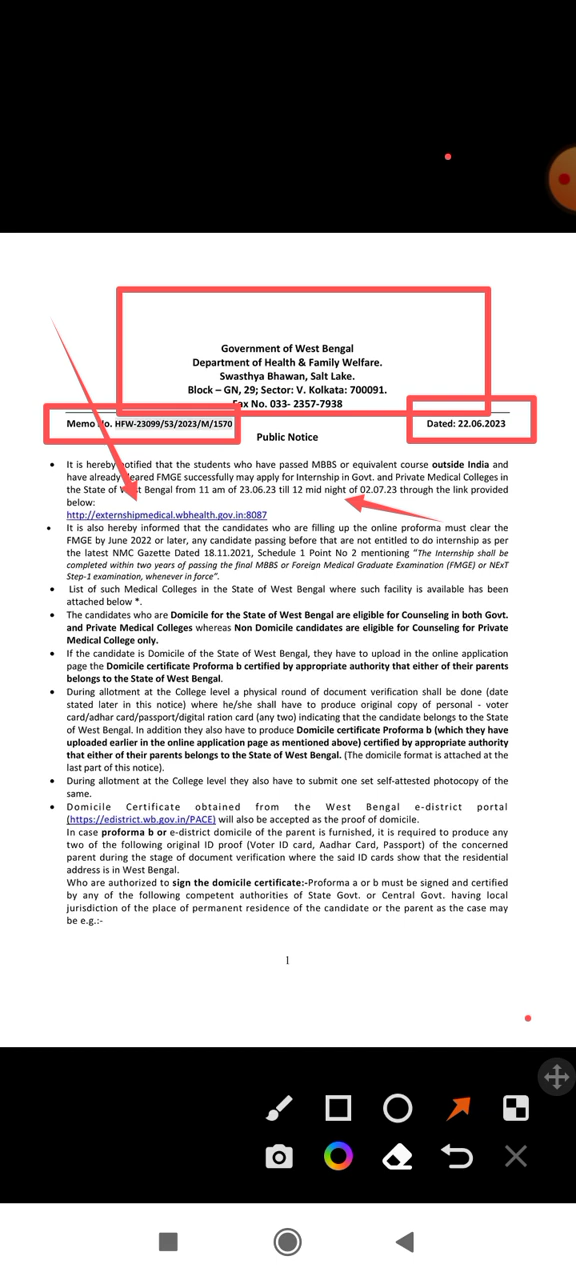 Government of West Bengal
Department of Health & Family Welfare.
Swasthya Bhawan, Salt Lake.
Block – GN, 29; Sector: V. Kolkata: 700091.
Fax No. 033- 2357-7938
Memo No. HFW-23099/53/2023/M/1570
Dated: 22.06.2023
Public Notice
• It is hereby notified that the students who have passed MBBS or equivalent course outside India and
have already cleared FMGE successfully may apply for Internship in Govt. and Private Medical Colleges in
the State of West Bengal from 11 am of 23.06.23 till 12 mid night of 02.07.23 through the link provided
below:
http://externshipmedical.wbhealth.gov.in:8087
• It is also hereby informed that the candidates who are filling up the online proforma must clear the
FMGE by June 2022 or later, any candidate passing before that are not entitled to do internship as per
the latest NMC Gazette Dated 18.11.2021, Schedule 1 Point No 2 mentioning “The Internship shall be
completed within two years of passing the final MBBS or Foreign Medical Graduate Examination (FMGE) or NExT
Step-1 examination, whenever in force”.
• List of such Medical Colleges in the State of West Bengal where such facility is available has been
attached below *.
• The candidates who are Domicile for the State of West Bengal are eligible for Counseling in both Govt.
and Private Medical Colleges whereas Non Domicile candidates are eligible for Counseling for Private
Medical College only.
• If the candidate is Domicile of the State of West Bengal, they have to upload in the online application
page the Domicile certificate Proforma b certified by appropriate authority that either of their parents
belongs to the State of West Bengal.
• During allotment at the College level a physical round of document verification shall be done (date
stated later in this notice) where he/she shall have to produce original copy of personal - voter
card/adhar card/passport/digital ration card (any two) indicating that the candidate belongs to the State
of West Bengal. In addition they also have to produce Domicile certificate Proforma b (which they have
uploaded earlier in the online application page as mentioned above) certified by appropriate authority
that either of their parents belongs to the State of West Bengal. (The domicile format is attached at the
last part of this notice).
• During allotment at the College level they also have to submit one set self-attested photocopy of the
same.
• Domicile Certificate obtained from the West Bengal e-district portal
(https://edistrict.wb.gov.in/PACE) will also be accepted as the proof of domicile.
In case proforma b or e-district domicile of the parent is furnished, it is required to produce any
two of the following original ID proof (Voter ID card, Aadhar Card, Passport) of the concerned
parent during the stage of document verification where the said ID cards show that the residential
address is in West Bengal.
Who are authorized to sign the domicile certificate:-Proforma a or b must be signed and certified
by any of the following competent authorities of State Govt. or Central Govt. having local
jurisdiction of the place of permanent residence of the candidate or the parent as the case may
be e.g.:-
1